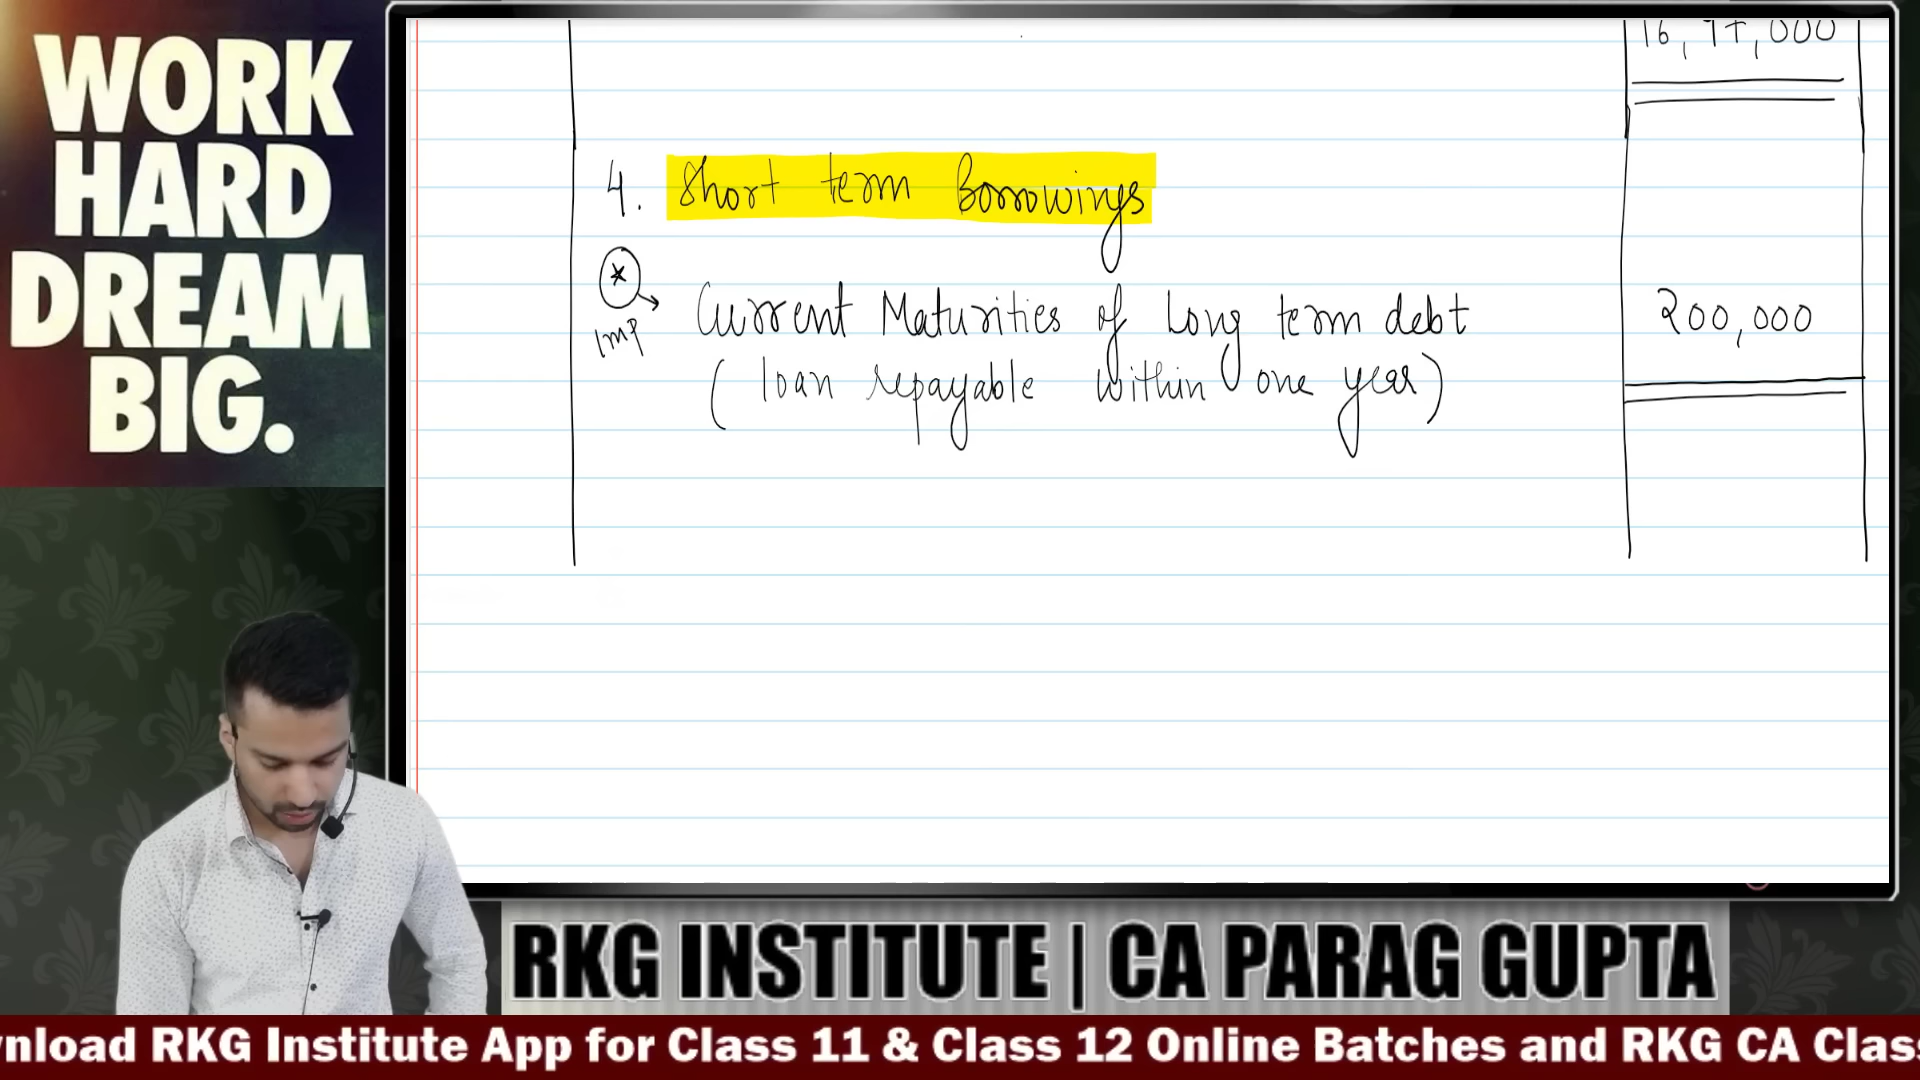 WORK
HARD
DREAM
BIG.
4. Short term Borrowings
Imp
Current Maturities of Long term debt 200,000
(loan repayable within one year)
RKG INSTITUTE | CA PARAG GUPTA
nload RKG Institute App for Class 11 & Class 12 Online Batches and RKG CA Clas